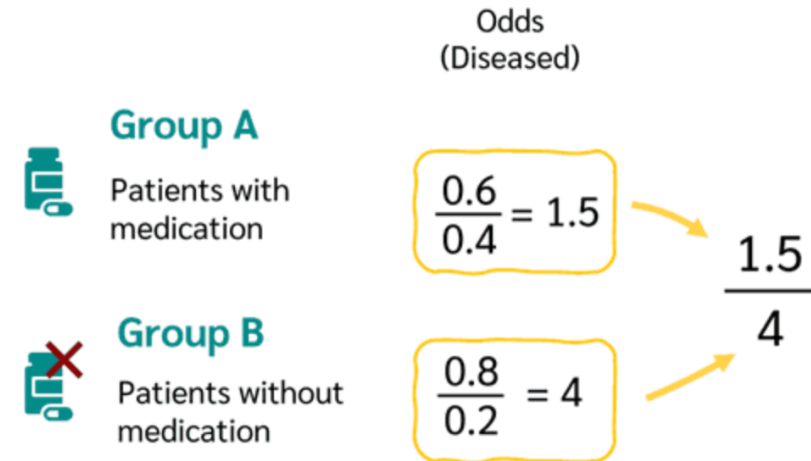 Odds
(Diseased)
Group A
Patients with
medication
0.6
0.4
= 1.5
1.5
4
Group B
Patients without
medication
0.8
0.2
= 4